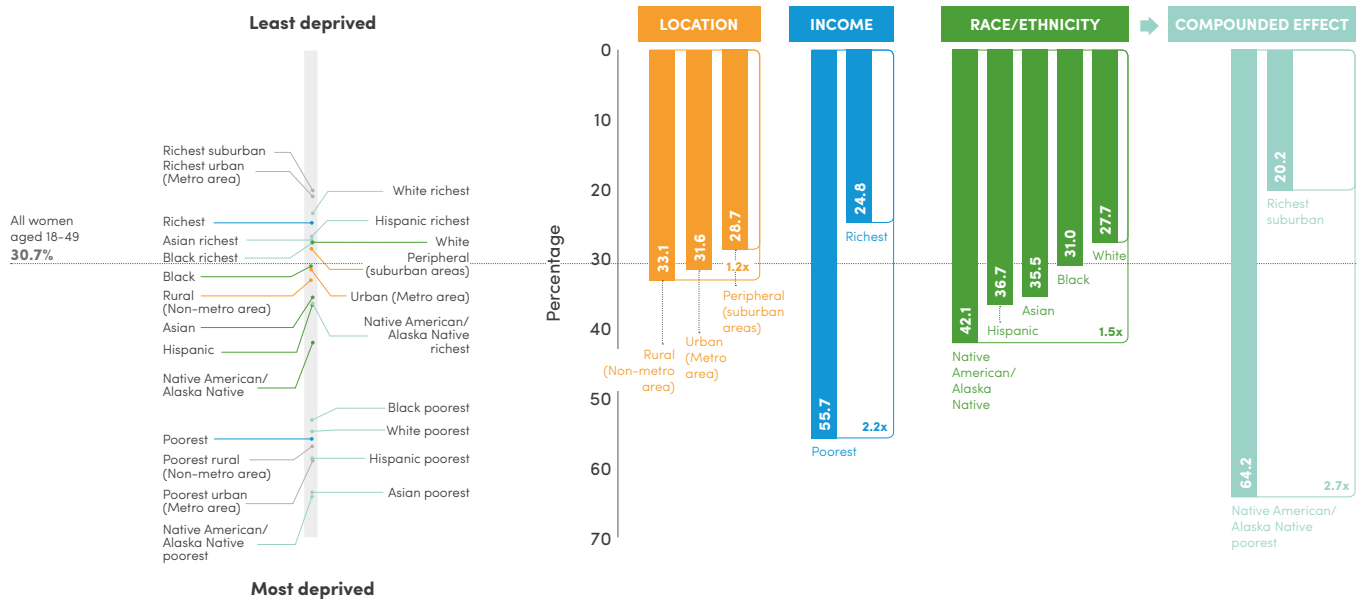 Least deprived
Richest suburban
Richest urban
(Metro area)
White richest
Richest
Hispanic richest
All women
aged 18-49
30.7%
Asian richest
White
Black richest
Peripheral
(suburban areas)
Black
Rural
(Non-metro area)
Urban (Metro area)
Asian
Native American/
Alaska Native
richest
Hispanic
Native American/
Alaska Native
Black poorest
White poorest
Poorest
Poorest rural
(Non-metro area)
Hispanic poorest
Poorest urban
(Metro area)
Asian poorest
Native American/
Alaska Native
poorest
Most deprived
Percentage
0
10
20
30
40
50
60
70
LOCATION
33.1
31.6
28.7
1.2x
Rural
(Non-metro
area)
Urban
(Metro
area)
Peripheral
(suburban
areas)
INCOME
55.7
24.8
2.2x
Poorest
Richest
RACE/ETHNICITY
42.1
36.7
35.5
31.0
27.7
1.5x
Native
American/
Alaska
Native
Hispanic
Asian
Black
White
COMPOUNDED EFFECT
64.2
20.2
2.7x
Richest
suburban
Native American/
Alaska Native
poorest